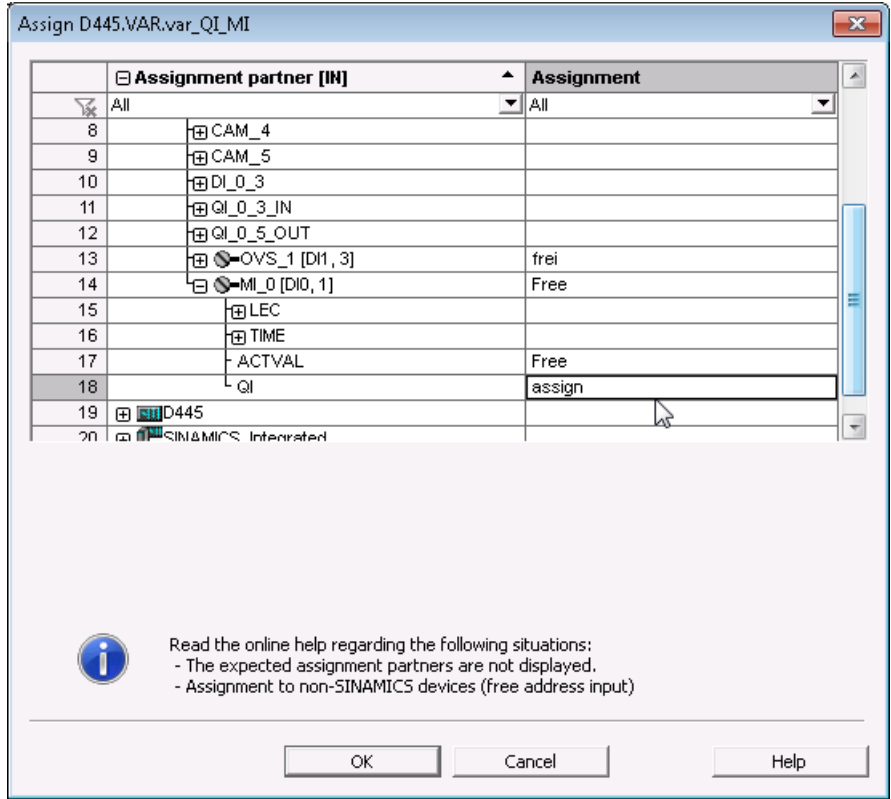 Assign D445.VAR.var_QI_MI
Assignment partner [IN] Assignment
All All
8 CAM_4
9 CAM_5
10 DI_0_3
11 QI_0_3_IN
12 QI_0_5_OUT
13 OVS_1 [DI1, 3] frei
14 MI_0 [DI0, 1] Free
15 LEC
16 TIME
17 ACTVAL Free
18 QI assign
19 D445
20 SINAMICS_Integrated
Read the online help regarding the following situations:
- The expected assignment partners are not displayed.
- Assignment to non-SINAMICS devices (free address input)
OK Cancel Help